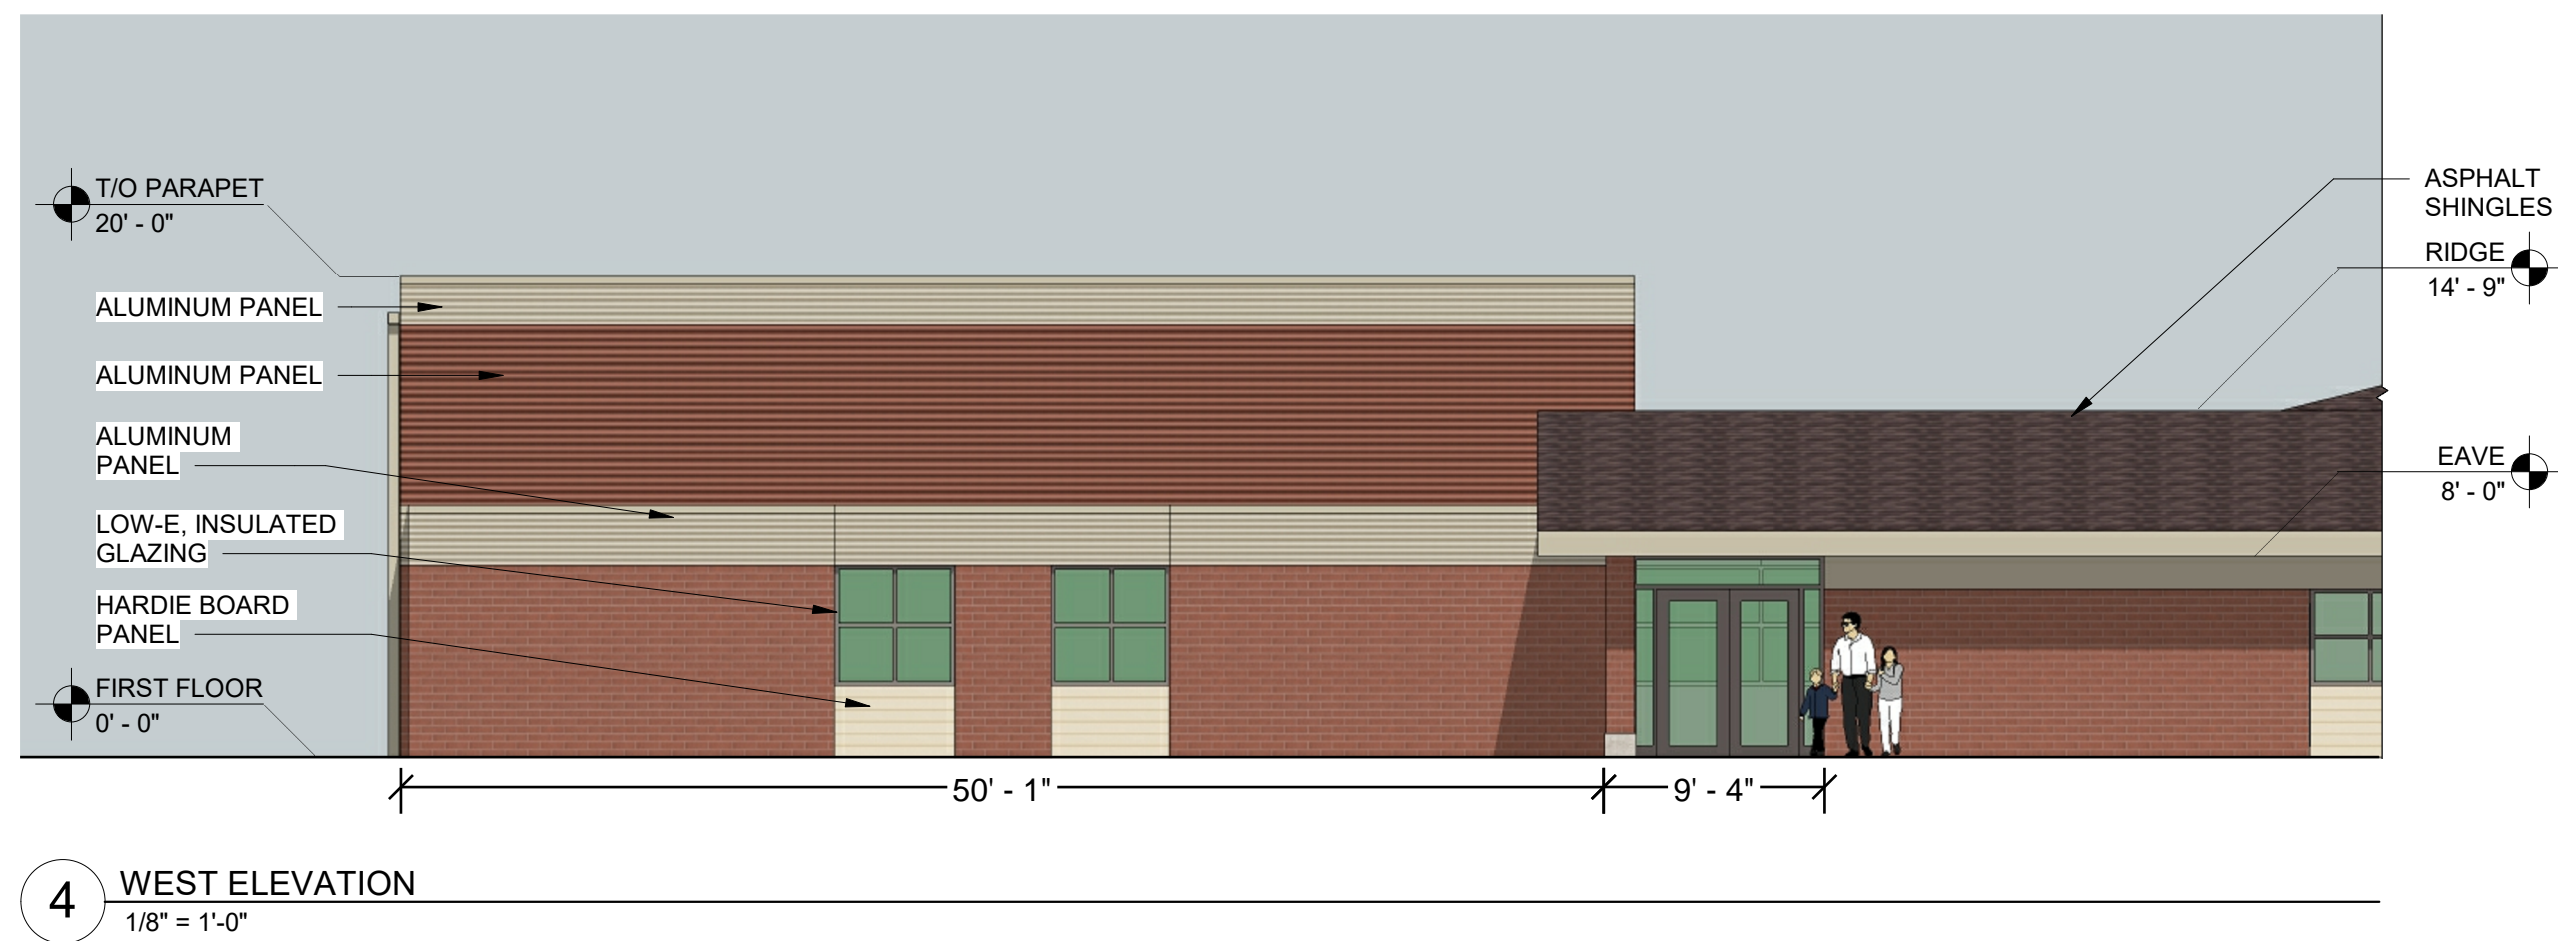 T/O PARAPET
20' - 0"
ALUMINUM PANEL
ALUMINUM PANEL
ALUMINUM
PANEL
LOW-E, INSULATED
GLAZING
HARDIE BOARD
PANEL
FIRST FLOOR
0' - 0"
ASPHALT
SHINGLES
RIDGE
14' - 9"
EAVE
8' - 0"
50' - 1"
9' - 4"
4
WEST ELEVATION
1/8" = 1'-0"